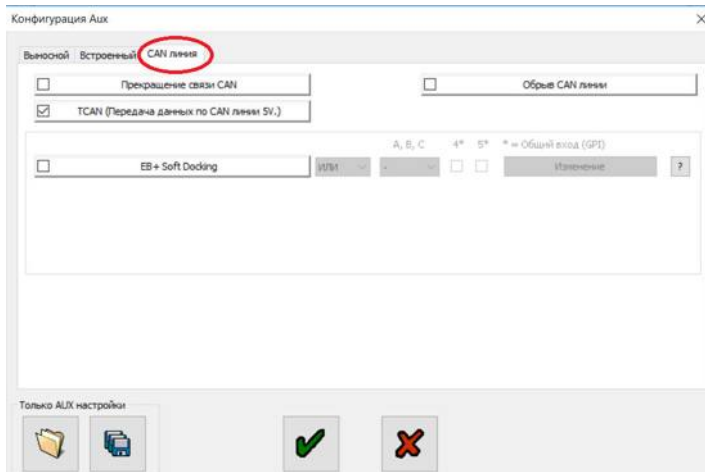 Конфигурация Aux
Выносной Встроенный CAN линия
Прекращение связи CAN Обрыв CAN линии
TCAN (Передача данных по CAN линии 5V.)
A, B, C 4* 5* * = Общий вход (GPI)
EB+ Soft Docking ИЛИ - Изменение ?
Только AUX настройки